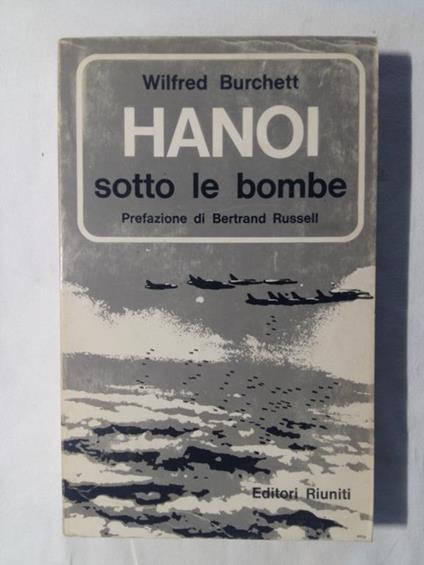 Wilfred Burchett
HANOI
sotto le bombe
Prefazione di Bertrand Russell
Editori Riuniti